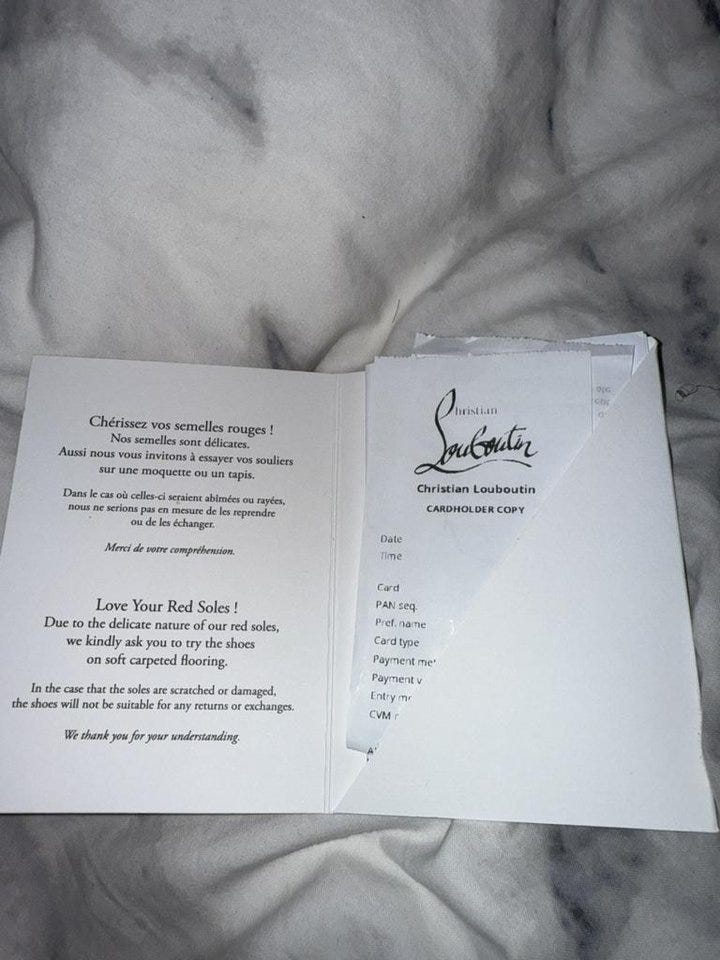 Chérissez vos semelles rouges !
Nos semelles sont délicates.
Aussi nous vous invitons à essayer vos souliers
sur une moquette ou un tapis.
Dans le cas où celles-ci seraient abîmées ou rayées,
nous ne serions pas en mesure de les reprendre
ou de les échanger.
Merci de votre compréhension.
Love Your Red Soles !
Due to the delicate nature of our red soles,
we kindly ask you to try the shoes
on soft carpeted flooring.
In the case that the soles are scratched or damaged,
the shoes will not be suitable for any returns or exchanges.
We thank you for your understanding.
Christian
Louboutin
Christian Louboutin
CARDHOLDER COPY
Date
Time
Card
PAN seq.
Pref. name
Card type
Payment
Payment
Entry
CVM